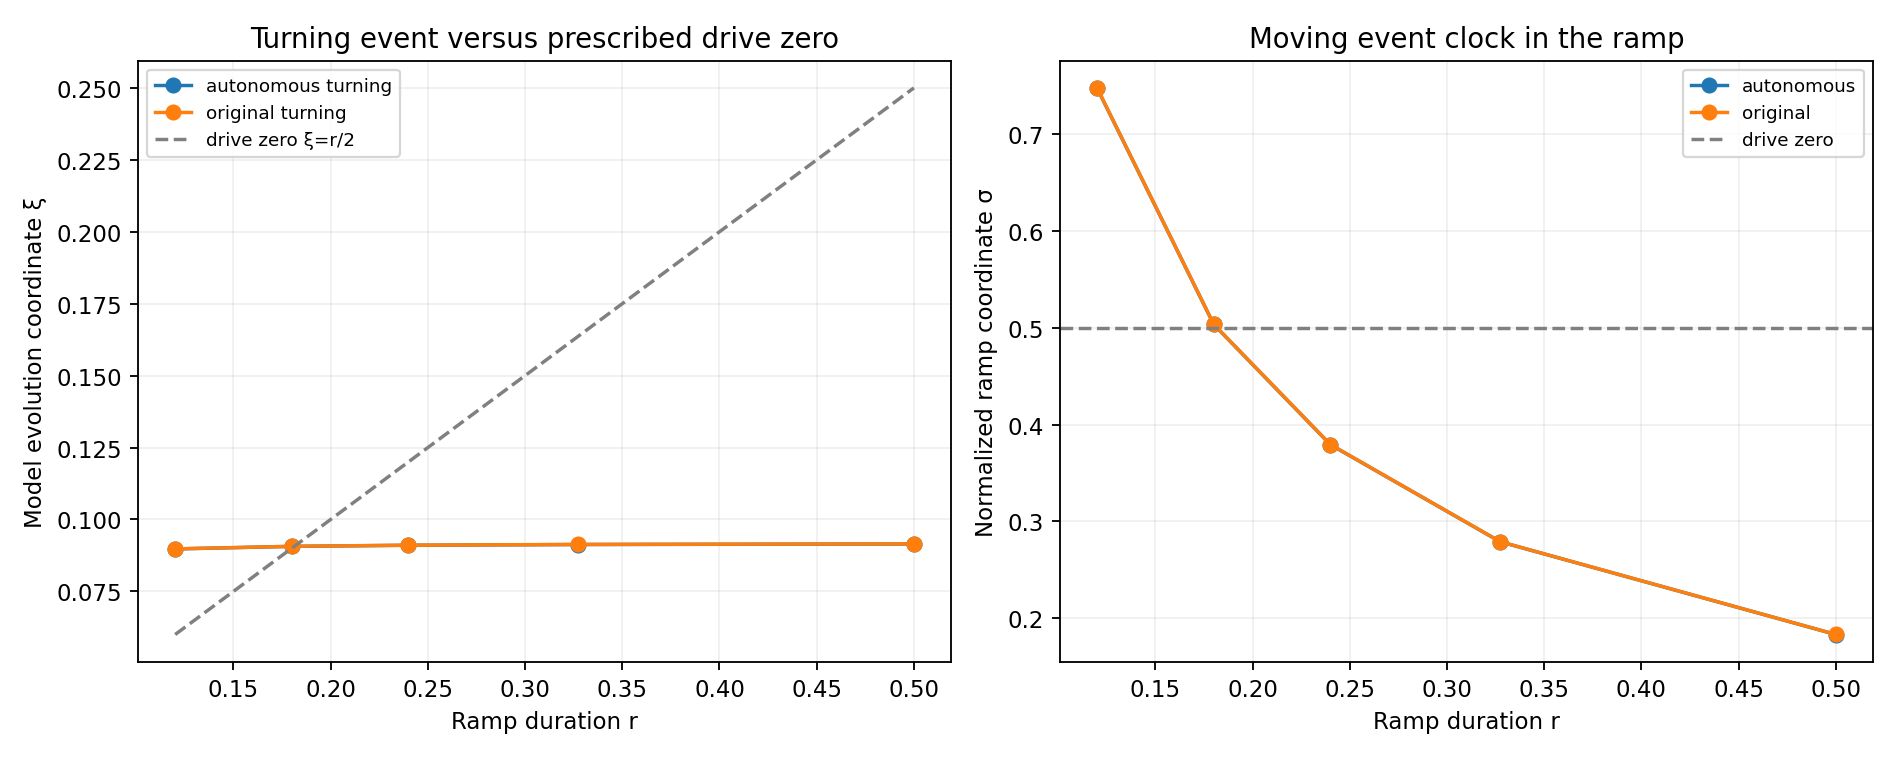 Turning event versus prescribed drive zero
autonomous turning
original turning
drive zero ξ=r/2
Model evolution coordinate ξ
0.250
0.225
0.200
0.175
0.150
0.125
0.100
0.075
0.15 0.20 0.25 0.30 0.35 0.40 0.45 0.50
Ramp duration r
Moving event clock in the ramp
autonomous
original
drive zero
Normalized ramp coordinate σ
0.7
0.6
0.5
0.4
0.3
0.2
0.15 0.20 0.25 0.30 0.35 0.40 0.45 0.50
Ramp duration r